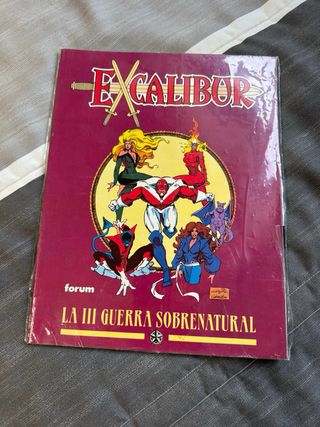 EXCALIBUR
forum
LA III GUERRA SOBRENATURAL